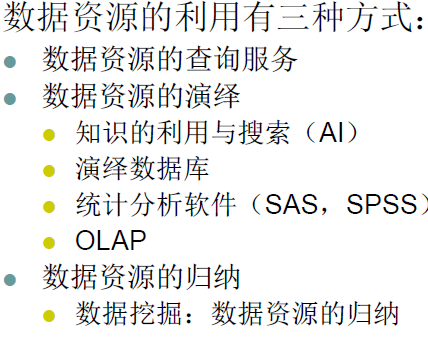 数据资源的利用有三种方式：
数据资源的查询服务
数据资源的演绎
知识的利用与搜索（AI）
演绎数据库
统计分析软件（SAS，SPSS）
OLAP
数据资源的归纳
数据挖掘：数据资源的归纳